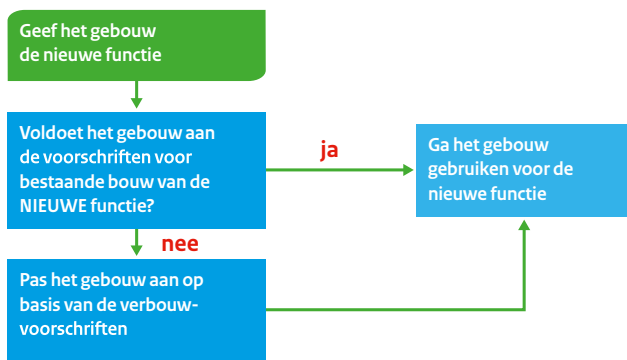 Geef het gebouw
de nieuwe functie
Voldoet het gebouw aan
de voorschriften voor
bestaande bouw van de
NIEUWE functie?
ja
Ga het gebouw
gebruiken voor de
nieuwe functie
nee
Pas het gebouw aan op
basis van de verbouw-
voorschriften